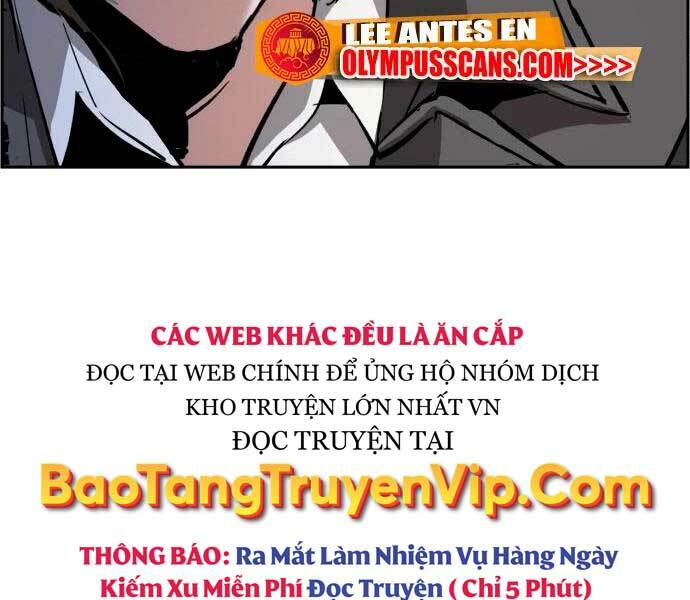 LEE ANTES EN
OLYMPUSSCANS.COM>>>>
CÁC WEB KHÁC ĐỀU LÀ ĂN CẮP
ĐỌC TẠI WEB CHÍNH ĐỂ ỦNG HỘ NHÓM DỊCH
KHO TRUYỆN LỚN NHẤT VN
ĐỌC TRUYỆN TẠI
BaoTangTruyenVip.Com
THÔNG BÁO: Ra Mắt Làm Nhiệm Vụ Hàng Ngày
Kiếm Xu Miễn Phí Đọc Truyện ( Chỉ 5 Phút)